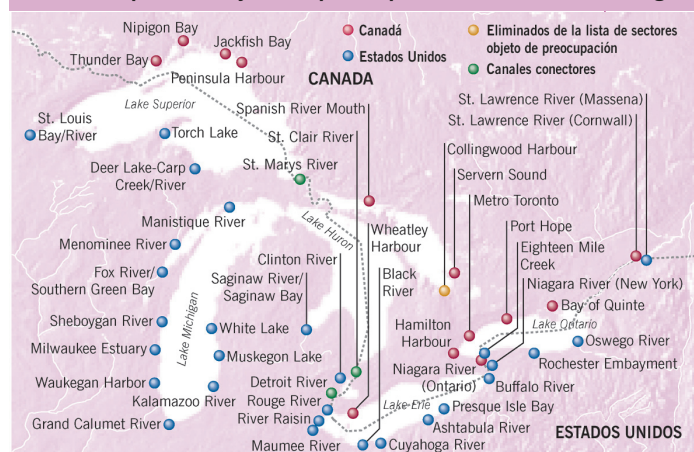 Canadá
Estados Unidos
Eliminados de la lista de sectores
objeto de preocupación
Canales conectores
Nipigon Bay
Jackfish Bay
Thunder Bay
Peninsula Harbour
CANADA
Lake Superior
St. Louis
Bay/River
Torch Lake
Deer Lake-Carp
Creek/River
Spanish River Mouth
St. Clair River
St. Marys River
St. Lawrence River (Massena)
St. Lawrence River (Cornwall)
Collingwood Harbour
Servern Sound
Metro Toronto
Port Hope
Eighteen Mile
Creek
Niagara River (New York)
Bay of Quinte
Manistique River
Lake Huron
Wheatley
Harbour
Menominee River
Clinton River
Black
River
Fox River/
Southern Green Bay
Saginaw River/
Saginaw Bay
Sheboygan River
Lake Michigan
White Lake
Hamilton
Harbour
Lake Ontario
Oswego River
Milwaukee Estuary
Muskegon Lake
Niagara River
(Ontario)
Rochester Embayment
Waukegan Harbor
Kalamazoo River
Detroit River
Rouge River
Buffalo River
Lake Erie
Presque Isle Bay
Grand Calumet River
River Raisin
Ashtabula River
Maumee River
Cuyahoga River
ESTADOS UNIDOS